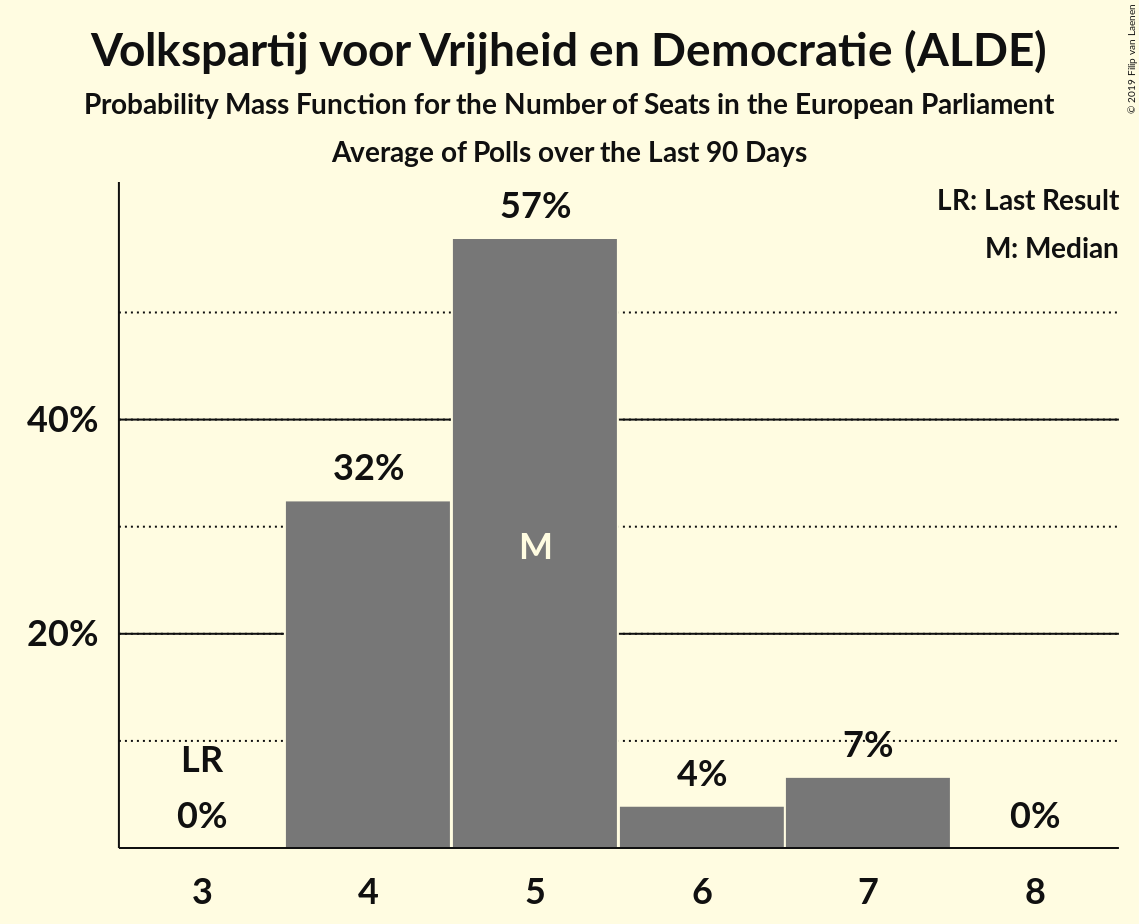 Volkspartij voor Vrijheid en Democratie (ALDE)
Probability Mass Function for the Number of Seats in the European Parliament
Average of Polls over the Last 90 Days
© 2019 Filip van Laenen
LR: Last Result
M: Median
57%
40%
32%
M
20%
LR
7%
4%
0%
0%
3 4 5 6 7 8